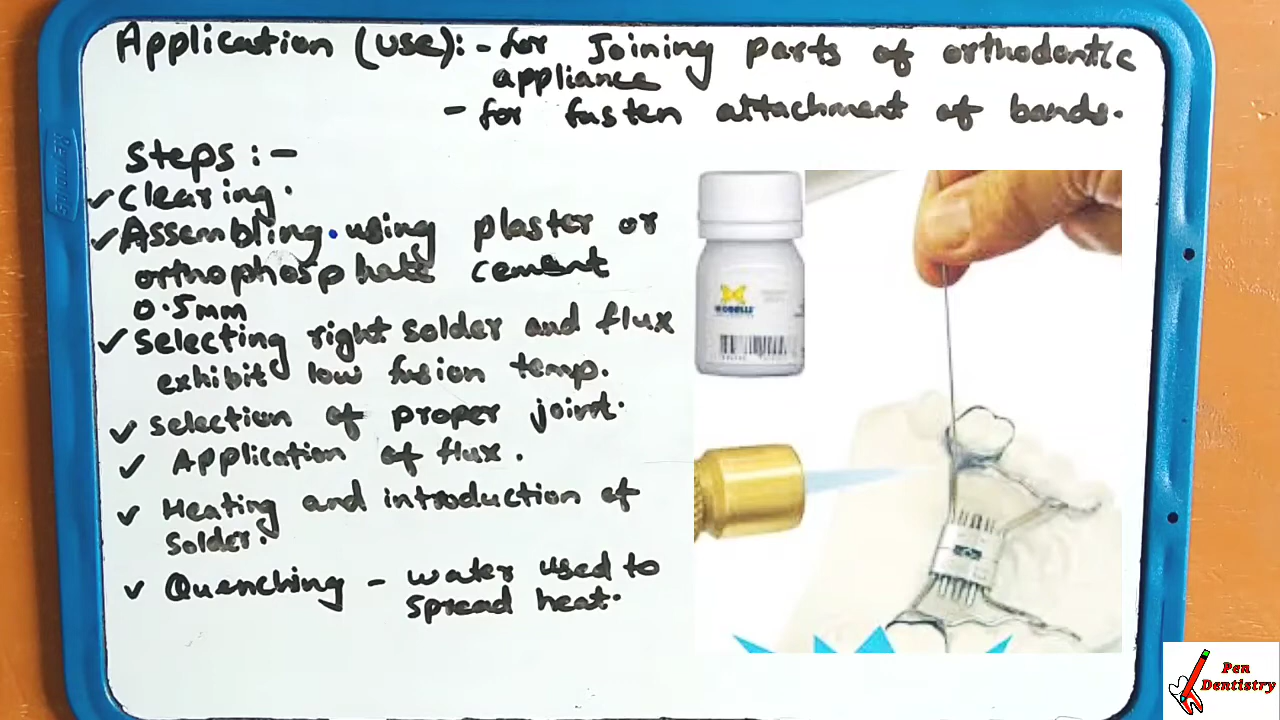 Application (use):- for Joining parts of orthodontic
appliance
- for fasten attachment of bands.
Steps :-
✓ Clearing.
✓ Assembling. using plaster or
orthophosphate cement
0.5mm
✓ Selecting right solder and flux
exhibit low fusion temp.
✓ Selection of proper joint.
✓ Application of flux.
✓ Heating and introduction of
solder.
✓ Quenching - water used to
spread heat.
Pen
Dentistry